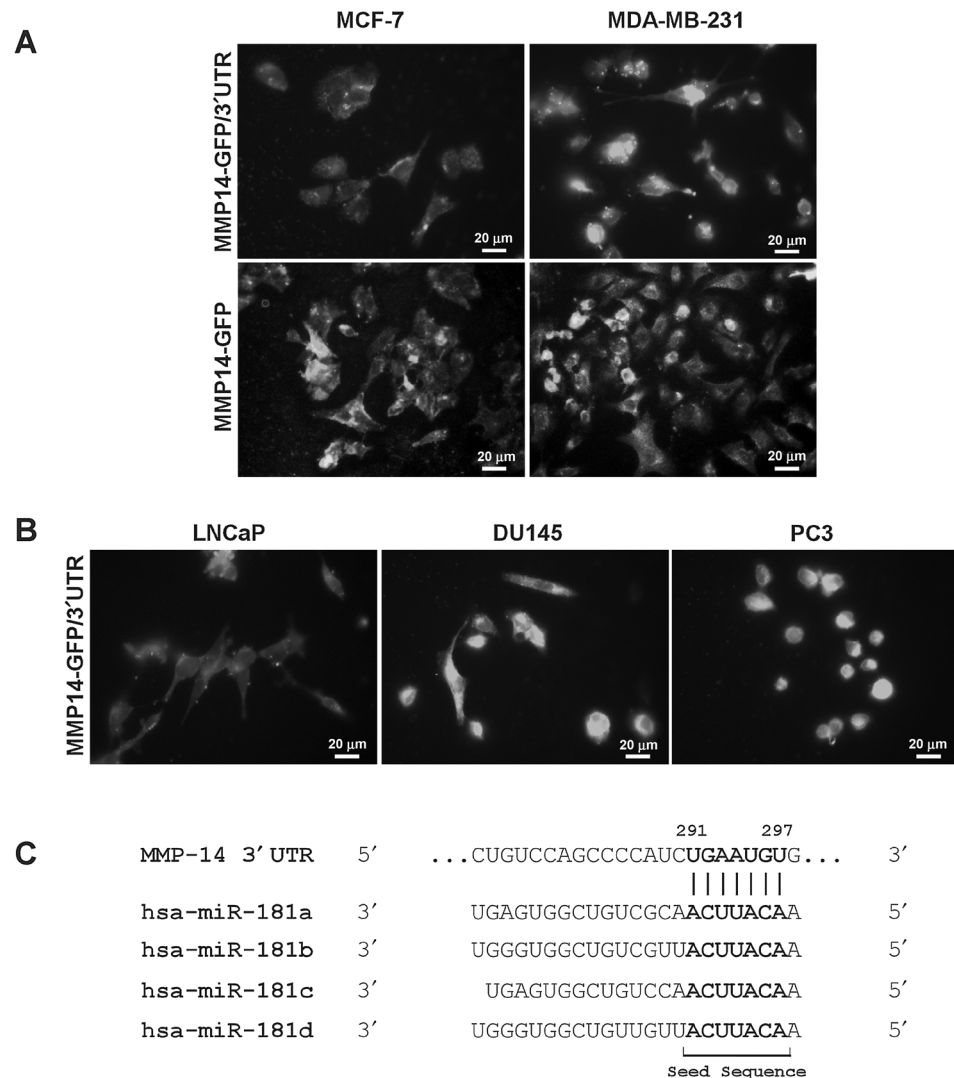 A
MCF-7 MDA-MB-231
MMP14-GFP/3′UTR
20 μm 20 μm
MMP14-GFP
20 μm 20 μm
B
LNCaP DU145 PC3
MMP14-GFP/3′UTR
20 μm 20 μm 20 μm
C
291 297
MMP-14 3′UTR 5′ ...CUGUCCAGCCCCAUCUGAAUGUG... 3′
hsa-miR-181a 3′ UGAGUGGCUGUCGCAACUUACAA 5′
hsa-miR-181b 3′ UGGGUGGCUGUCGUUACUUACAA 5′
hsa-miR-181c 3′ UGAGUGGCUGUCCAACUUACAA 5′
hsa-miR-181d 3′ UGGGUGGCUGUUGUUACUUACAA 5′
Seed Sequence